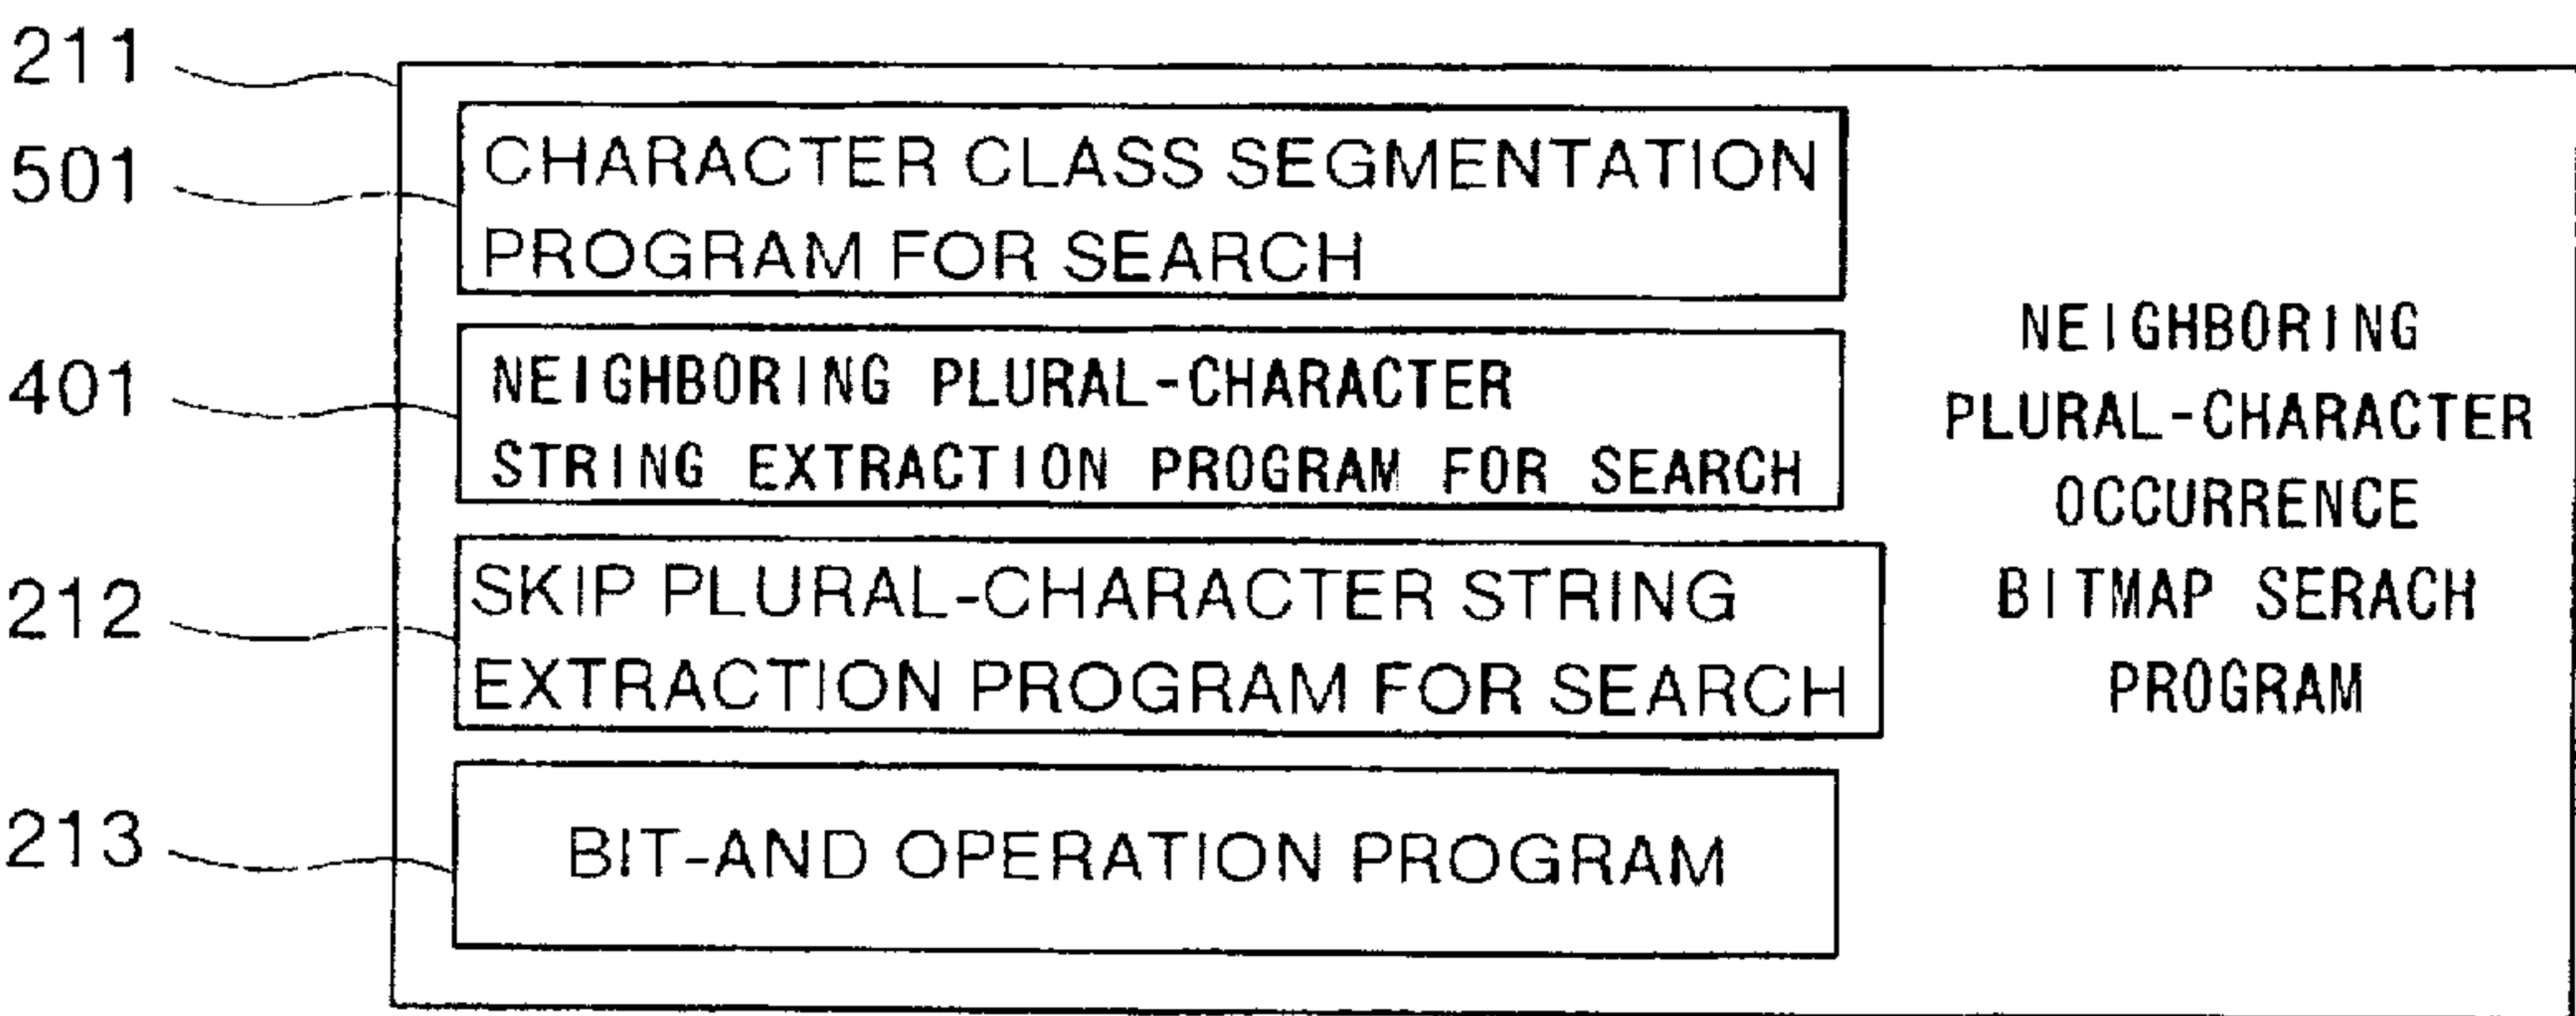 211
501
CHARACTER CLASS SEGMENTATION
PROGRAM FOR SEARCH
401
NEIGHBORING PLURAL-CHARACTER
STRING EXTRACTION PROGRAM FOR SEARCH
212
SKIP PLURAL-CHARACTER STRING
EXTRACTION PROGRAM FOR SEARCH
213
BIT-AND OPERATION PROGRAM
NEIGHBORING
PLURAL-CHARACTER
OCCURRENCE
BITMAP SERACH
PROGRAM